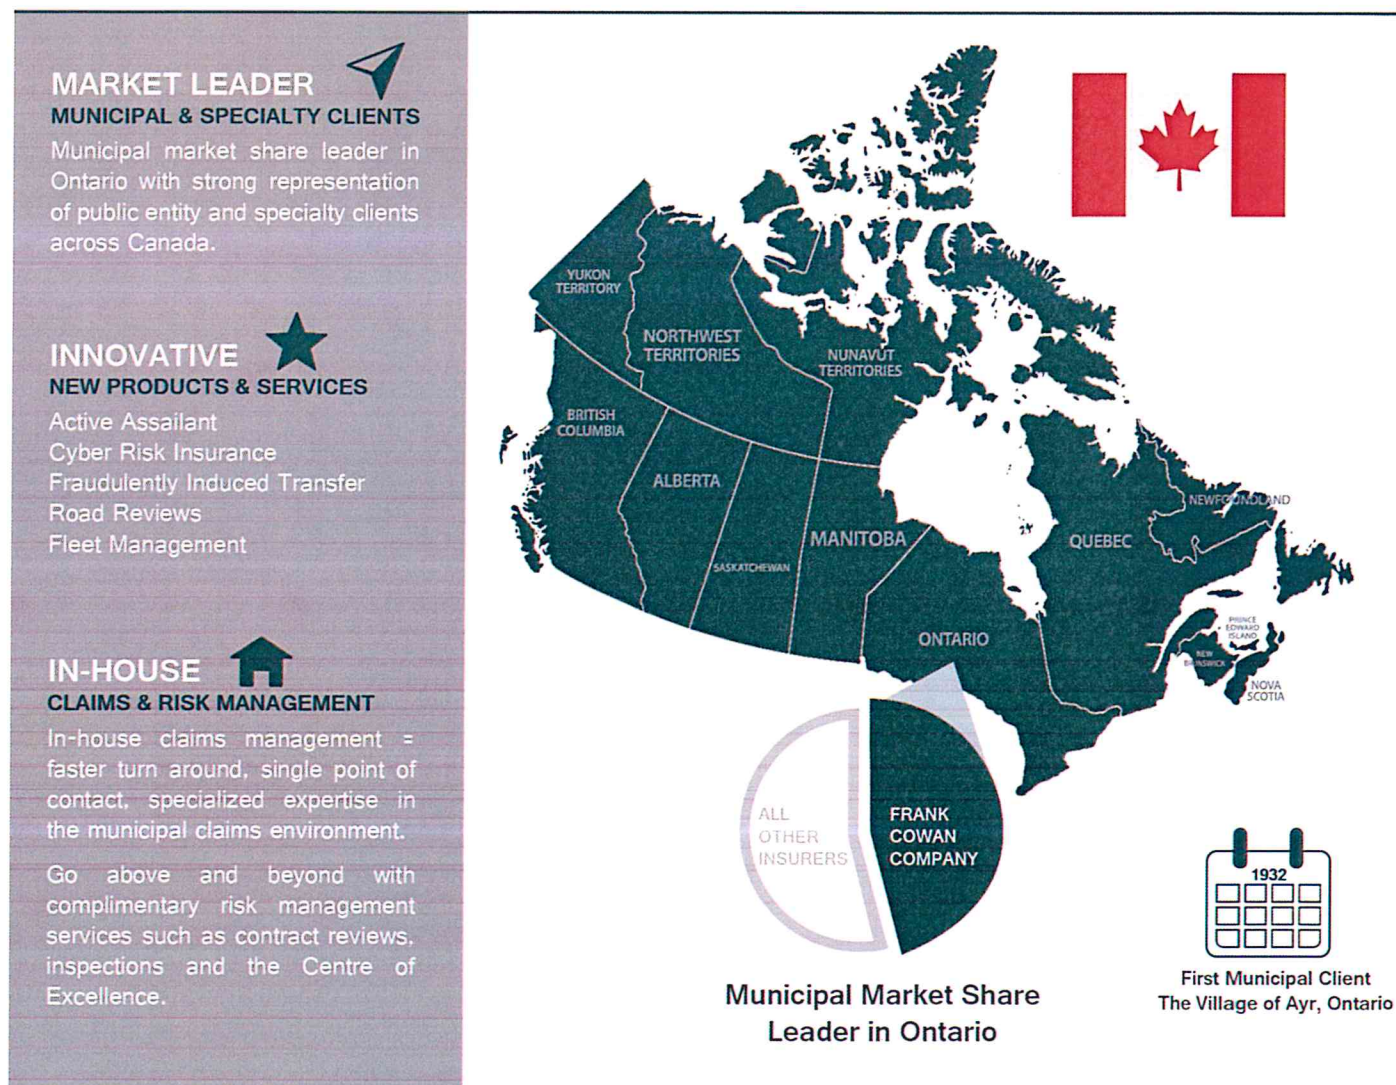 MARKET LEADER
MUNICIPAL & SPECIALTY CLIENTS
Municipal market share leader in
Ontario with strong representation
of public entity and specialty clients
across Canada.
INNOVATIVE
NEW PRODUCTS & SERVICES
Active Assailant
Cyber Risk Insurance
Fraudulently Induced Transfer
Road Reviews
Fleet Management
IN-HOUSE
CLAIMS & RISK MANAGEMENT
In-house claims management =
faster turn around, single point of
contact, specialized expertise in
the municipal claims environment.
Go above and beyond with
complimentary risk management
services such as contract reviews,
inspections and the Centre of
Excellence.
YUKON
TERRITORY
NORTHWEST
TERRITORIES
NUNAVUT
TERRITORIES
BRITISH
COLUMBIA
ALBERTA
SASKATCHEWAN
MANITOBA
ONTARIO
QUEBEC
NEWFOUNDLAND
PRINCE
EDWARD
ISLAND
NEW
BRUNSWICK
NOVA
SCOTIA
ALL
OTHER
INSURERS
FRANK
COWAN
COMPANY
Municipal Market Share
Leader in Ontario
1932
First Municipal Client
The Village of Ayr, Ontario